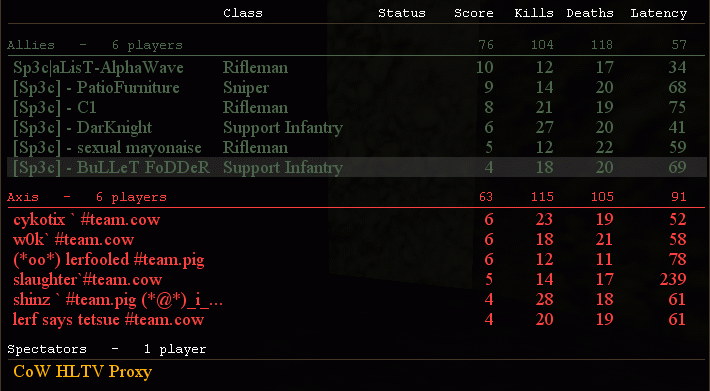 Class Status Score Kills Deaths Latency
Allies - 6 players 76 104 118 57
Sp3c|aLisT-AlphaWave Rifleman 10 12 17 34
[Sp3c] - PatioFurniture Sniper 9 14 20 68
[Sp3c] - C1 Rifleman 8 21 19 75
[Sp3c] - DarKnight Support Infantry 6 27 20 41
[Sp3c] - sexual mayonaise Rifleman 5 12 22 59
[Sp3c] - BuLLeT FoDDeR Support Infantry 4 18 20 69
Axis - 6 players 63 115 105 91
cykotix ` #team.cow 6 23 19 52
w0k` #team.cow 6 18 21 58
(*oo*) lerfooled #team.pig 6 12 11 78
slaughter`#team.cow 5 14 17 239
shinz ` #team.pig (*@*)_i_... 4 28 18 61
lerf says tetsue #team.cow 4 20 19 61
Spectators - 1 player
CoW HLTV Proxy